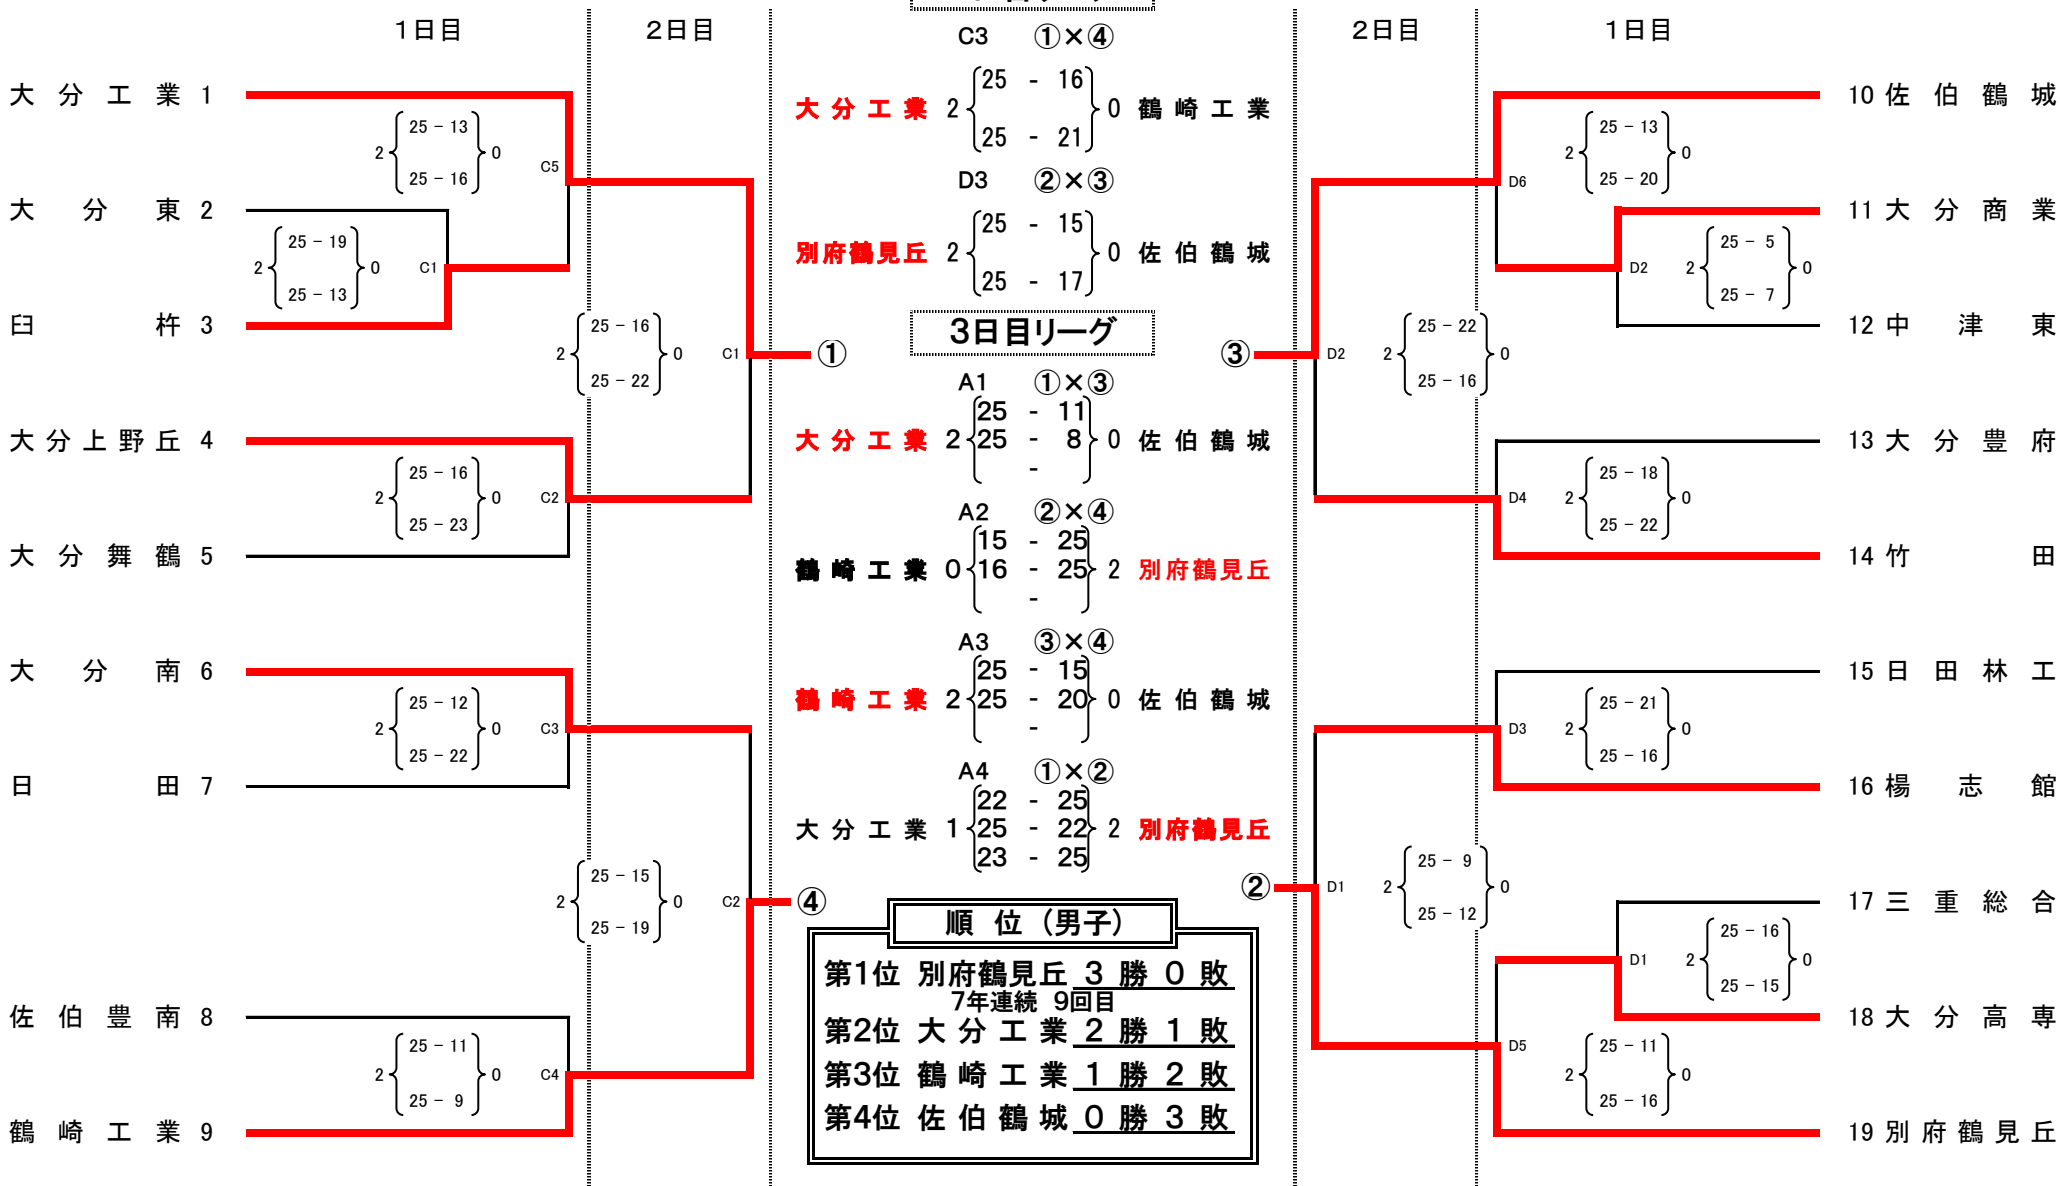 1日目
2日目
大分工業 1
2 25 - 13 0
25 - 16
C5
大分東 2
2 25 - 19 0
25 - 13
C1
臼杵 3
2 25 - 16 0
25 - 22
C1
①
大分上野丘 4
2 25 - 16 0
25 - 23
C2
大分舞鶴 5
大分南 6
2 25 - 12 0
25 - 22
C3
日田 7
2 25 - 15 0
25 - 19
C2
④
佐伯豊南 8
2 25 - 11 0
25 - 9
C4
鶴崎工業 9
C3 ①×④
25 - 16
大分工業 2 0 鶴崎工業
25 - 21
D3 ②×③
25 - 15
別府鶴見丘 2 0 佐伯鶴城
25 - 17
3日目リーグ
A1 ①×③
25 - 11
大分工業 2 25 - 8 0 佐伯鶴城
-
A2 ②×④
15 - 25
鶴崎工業 0 16 - 25 2 別府鶴見丘
-
A3 ③×④
25 - 15
鶴崎工業 2 25 - 20 0 佐伯鶴城
-
A4 ①×②
22 - 25
大分工業 1 25 - 22 2 別府鶴見丘
23 - 25
順位（男子）
第1位 別府鶴見丘 3勝0敗
7年連続 9回目
第2位 大分工業 2勝1敗
第3位 鶴崎工業 1勝2敗
第4位 佐伯鶴城 0勝3敗
2日目
1日目
10 佐伯鶴城
2 25 - 13 0
25 - 20
D6
11 大分商業
2 25 - 5 0
25 - 7
D2
12 中津東
③
D2
2 25 - 22 0
25 - 16
13 大分豊府
D4
2 25 - 18 0
25 - 22
14 竹田
15 日田林工
D3
2 25 - 21 0
25 - 16
16 楊志館
②
D1
2 25 - 9 0
25 - 12
17 三重総合
D1
2 25 - 16 0
25 - 15
18 大分高専
D5
2 25 - 11 0
25 - 16
19 別府鶴見丘